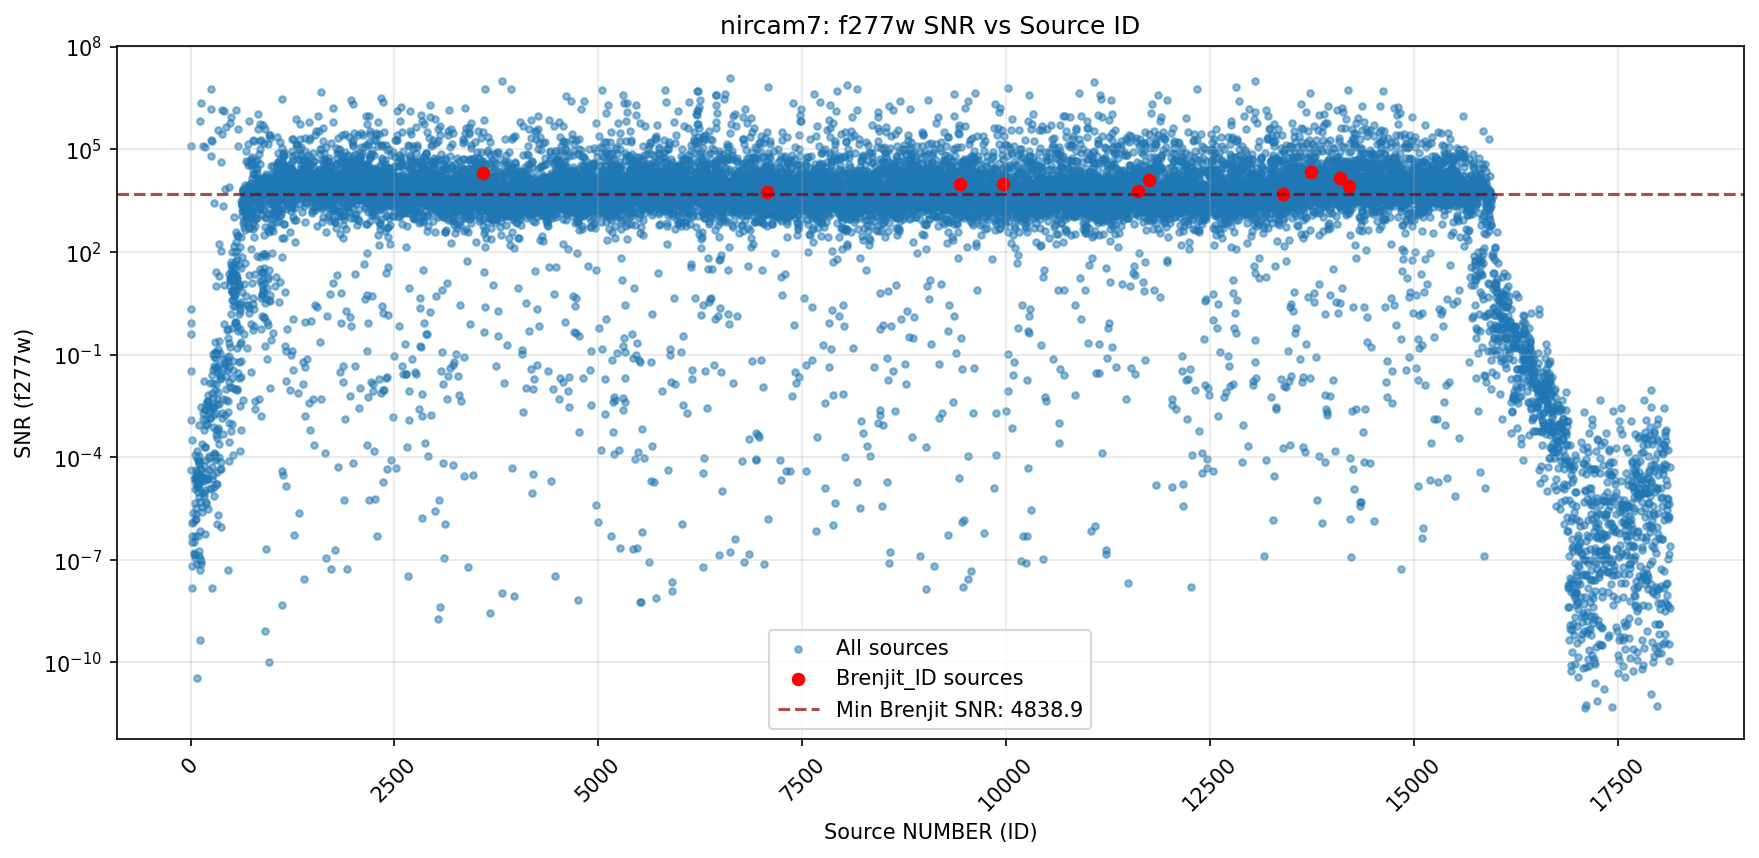 nircam7: f277w SNR vs Source ID
10^8
10^5
10^2
10^−1
10^−4
10^−7
10^−10
SNR (f277w)
All sources
Brenjit_ID sources
Min Brenjit SNR: 4838.9
0
2500
5000
7500
10000
12500
15000
17500
Source NUMBER (ID)